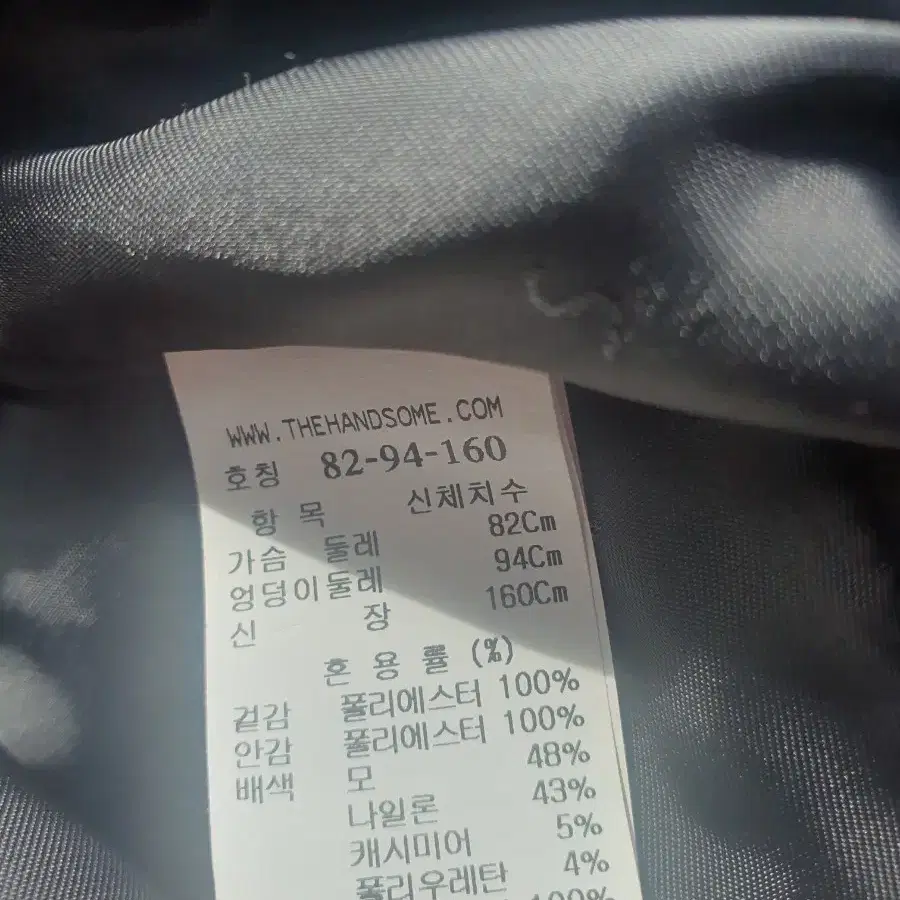 WWW.THEHANDSOME.COM
호칭 82-94-160
항 목 신체치수
가슴 둘레 82Cm
엉덩이둘레 94Cm
신 장 160Cm
혼 용 률 (%)
겉감 폴리에스터 100%
안감 폴리에스터 100%
배색 모 48%
나일론 43%
캐시미어 5%
폴리우레탄 4%
100%